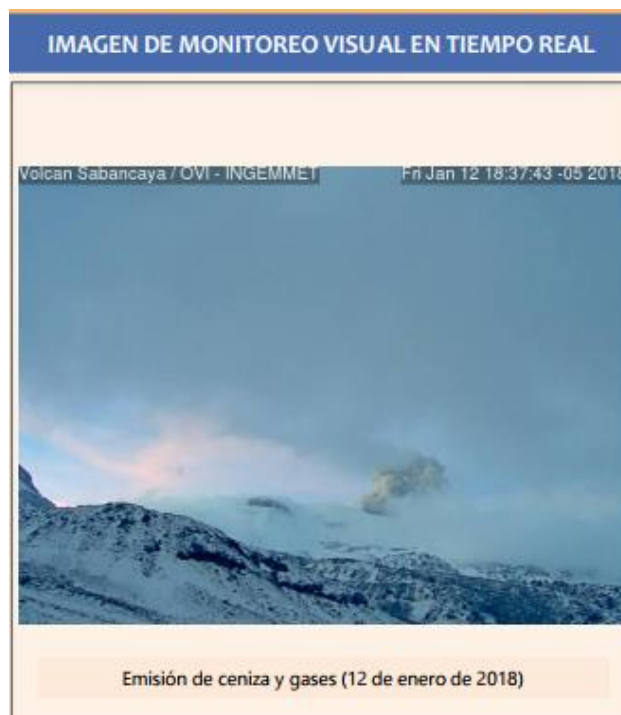 IMAGEN DE MONITOREO VISUAL EN TIEMPO REAL
Volcan Sabancaya / OVI - INGEMMET Fri Jan 12 18:37:43 -05 2018
Emisión de ceniza y gases (12 de enero de 2018)